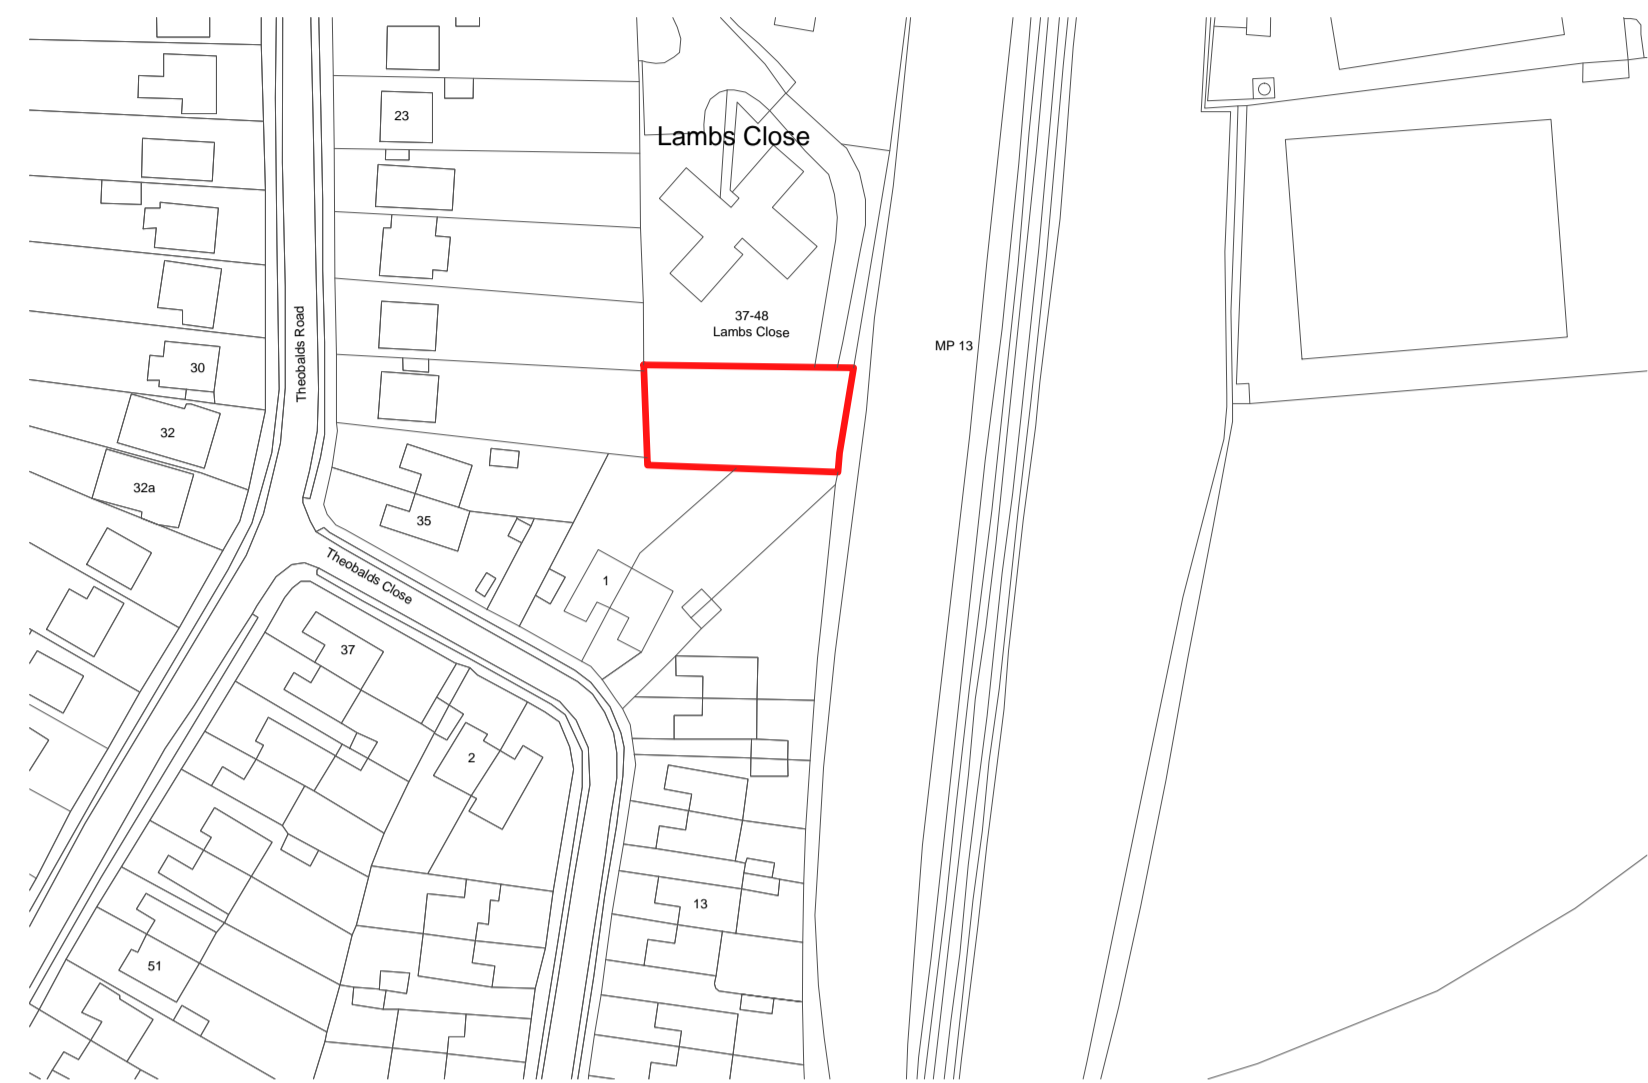 23
Lambs Close
37-48
Lambs Close
MP 13
Theobalds Road
30
32
32a
35
Theobalds Close
1
37
2
13
51